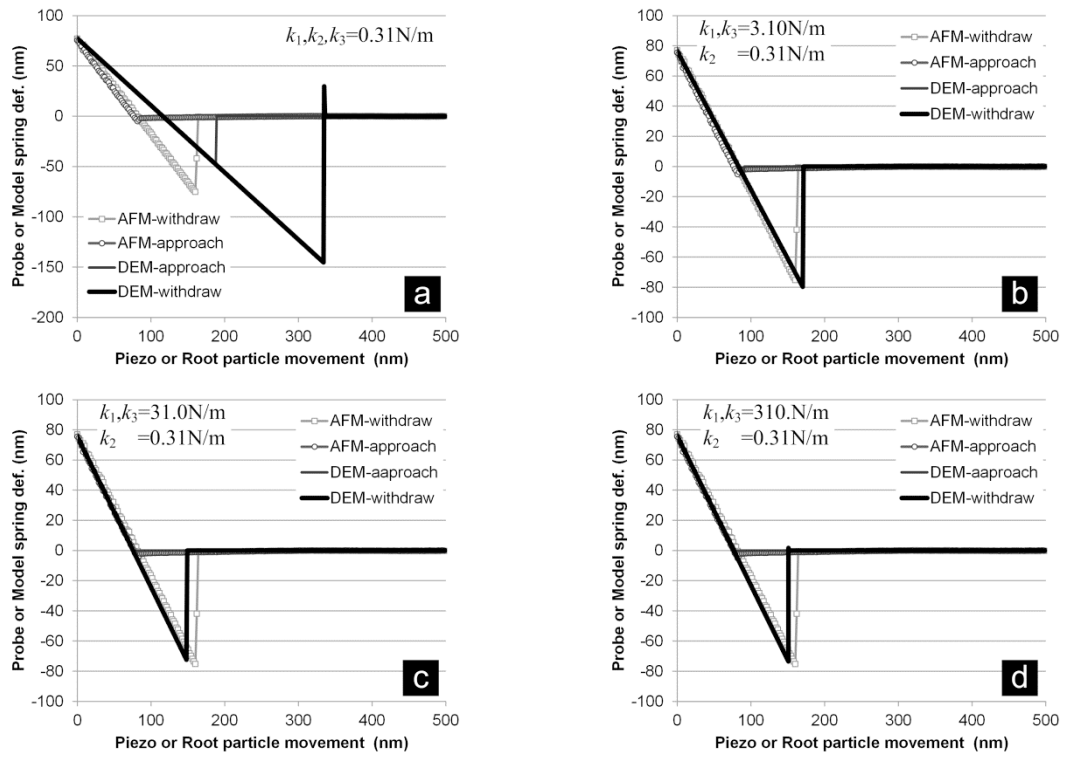 k1,k2,k3=0.31N/m
100
50
0
-50
-100
-150
-200
Probe or Model spring def. (nm)
AFM-withdraw
AFM-approach
DEM-approach
DEM-withdraw
a
0 100 200 300 400 500
Piezo or Root particle movement (nm)
k1,k3=3.10N/m
k2 =0.31N/m
100
80
60
40
20
0
-20
-40
-60
-80
-100
Probe or Model spring def. (nm)
AFM-withdraw
AFM-approach
DEM-approach
DEM-withdraw
b
0 100 200 300 400 500
Piezo or Root particle movement (nm)
k1,k3=31.0N/m
k2 =0.31N/m
100
80
60
40
20
0
-20
-40
-60
-80
-100
Probe or Model spring def. (nm)
AFM-withdraw
AFM-approach
DEM-aaproach
DEM-withdraw
c
0 100 200 300 400 500
Piezo or Root particle movement (nm)
k1,k3=310.N/m
k2 =0.31N/m
100
80
60
40
20
0
-20
-40
-60
-80
-100
Probe or Model spring def. (nm)
AFM-withdraw
AFM-approach
DEM-aaproach
DEM-withdraw
d
0 100 200 300 400 500
Piezo or Root particle movement (nm)